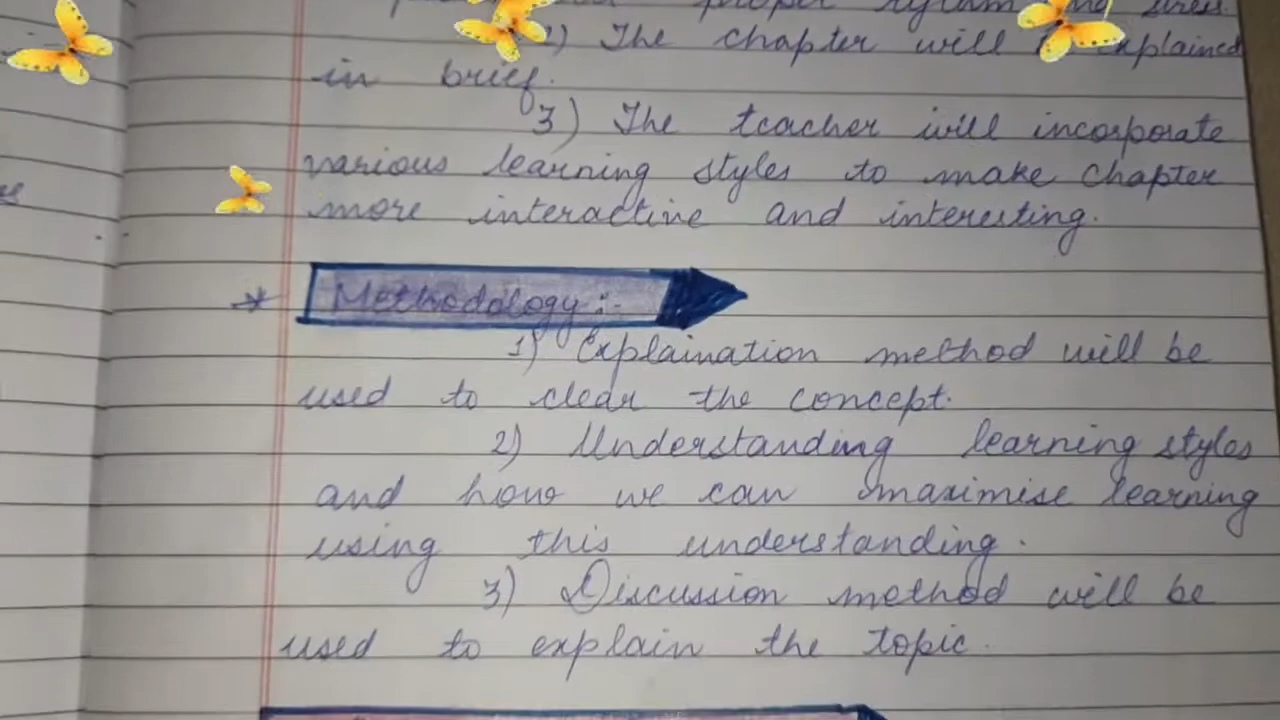 proper
2) The chapter will explained
in brief.
3) The teacher will incorporate
various learning styles to make chapter
more interactive and interesting.
* Methodology :-
1) Explaination method will be
used to clear the concept.
2) Understanding learning styles
and how we can maximise learning
using this understanding.
3) Discussion method will be
used to explain the topic.